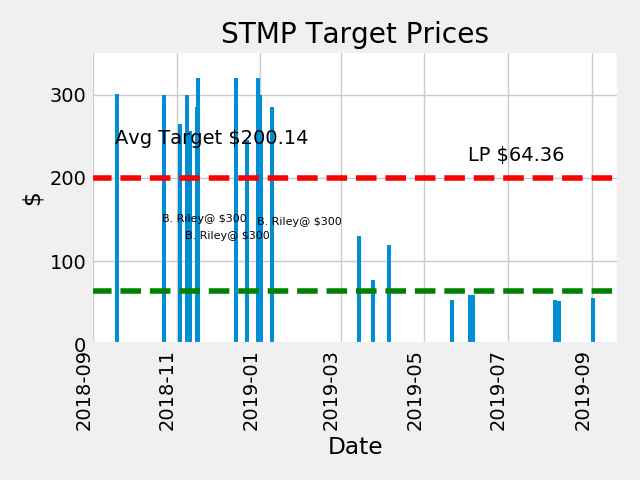 STMP Target Prices
300
Avg Target $200.14
LP $64.36
200
$
B. Riley@ $300
B. Riley@ $300
B. Riley@ $300
100
0
2018-09
2018-11
2019-01
2019-03
2019-05
2019-07
2019-09
Date